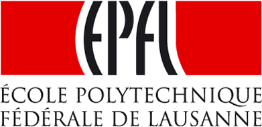 EPFL
ÉCOLE POLYTECHNIQUE
FÉDÉRALE DE LAUSANNE